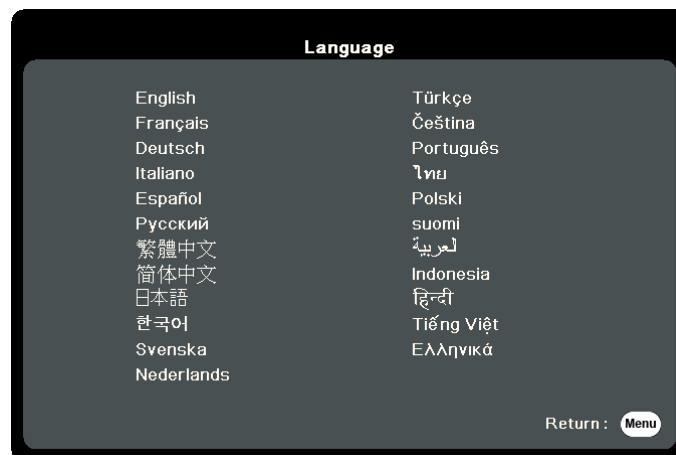 Language
English
Français
Deutsch
Italiano
Español
Русский
繁體中文
简体中文
日本語
한국어
Svenska
Nederlands
Türkçe
Čeština
Português
ไทย
Polski
suomi
العربية
Indonesia
हिन्दी
Tiếng Việt
Ελληνικά
Return: Menu